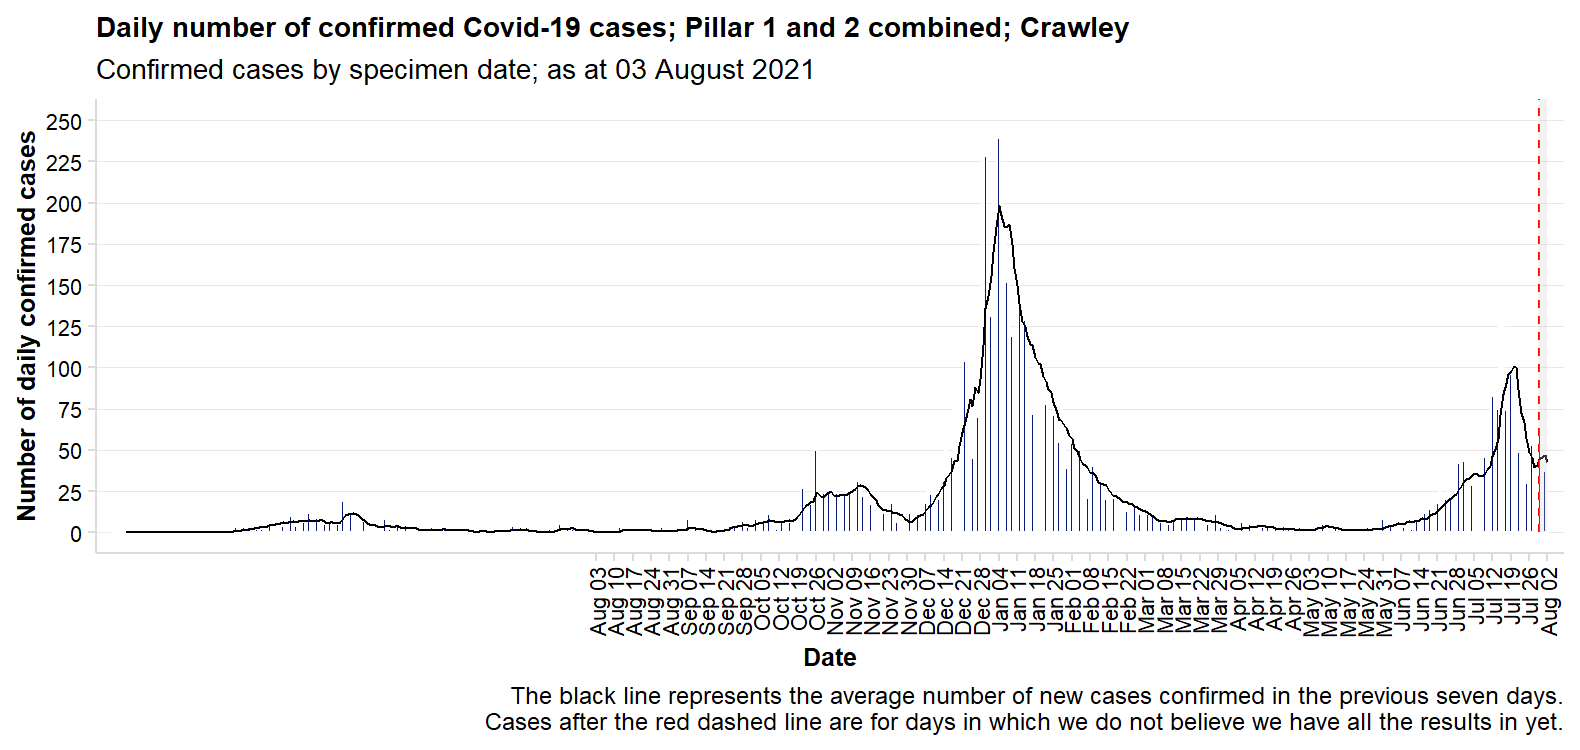 Daily number of confirmed Covid-19 cases; Pillar 1 and 2 combined; Crawley
Confirmed cases by specimen date; as at 03 August 2021
Number of daily confirmed cases
250
225
200
175
150
125
100
75
50
25
0
Aug 03
Aug 10
Aug 17
Aug 24
Aug 31
Sep 07
Sep 14
Sep 21
Sep 28
Oct 05
Oct 12
Oct 19
Oct 26
Nov 02
Nov 09
Nov 16
Nov 23
Nov 30
Dec 07
Dec 14
Dec 21
Dec 28
Jan 04
Jan 11
Jan 18
Jan 25
Feb 01
Feb 08
Feb 15
Feb 22
Mar 01
Mar 08
Mar 15
Mar 22
Mar 29
Apr 05
Apr 12
Apr 19
Apr 26
May 03
May 10
May 17
May 24
May 31
Jun 07
Jun 14
Jun 21
Jun 28
Jul 05
Jul 12
Jul 19
Jul 26
Aug 02
Date
The black line represents the average number of new cases confirmed in the previous seven days.
Cases after the red dashed line are for days in which we do not believe we have all the results in yet.